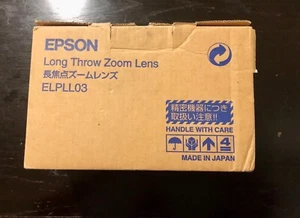 EPSON
Long Throw Zoom Lens
長焦点ズームレンズ
ELPLL03
精密機器につき
取扱い注意!!
HANDLE WITH CARE
4
MADE IN JAPAN